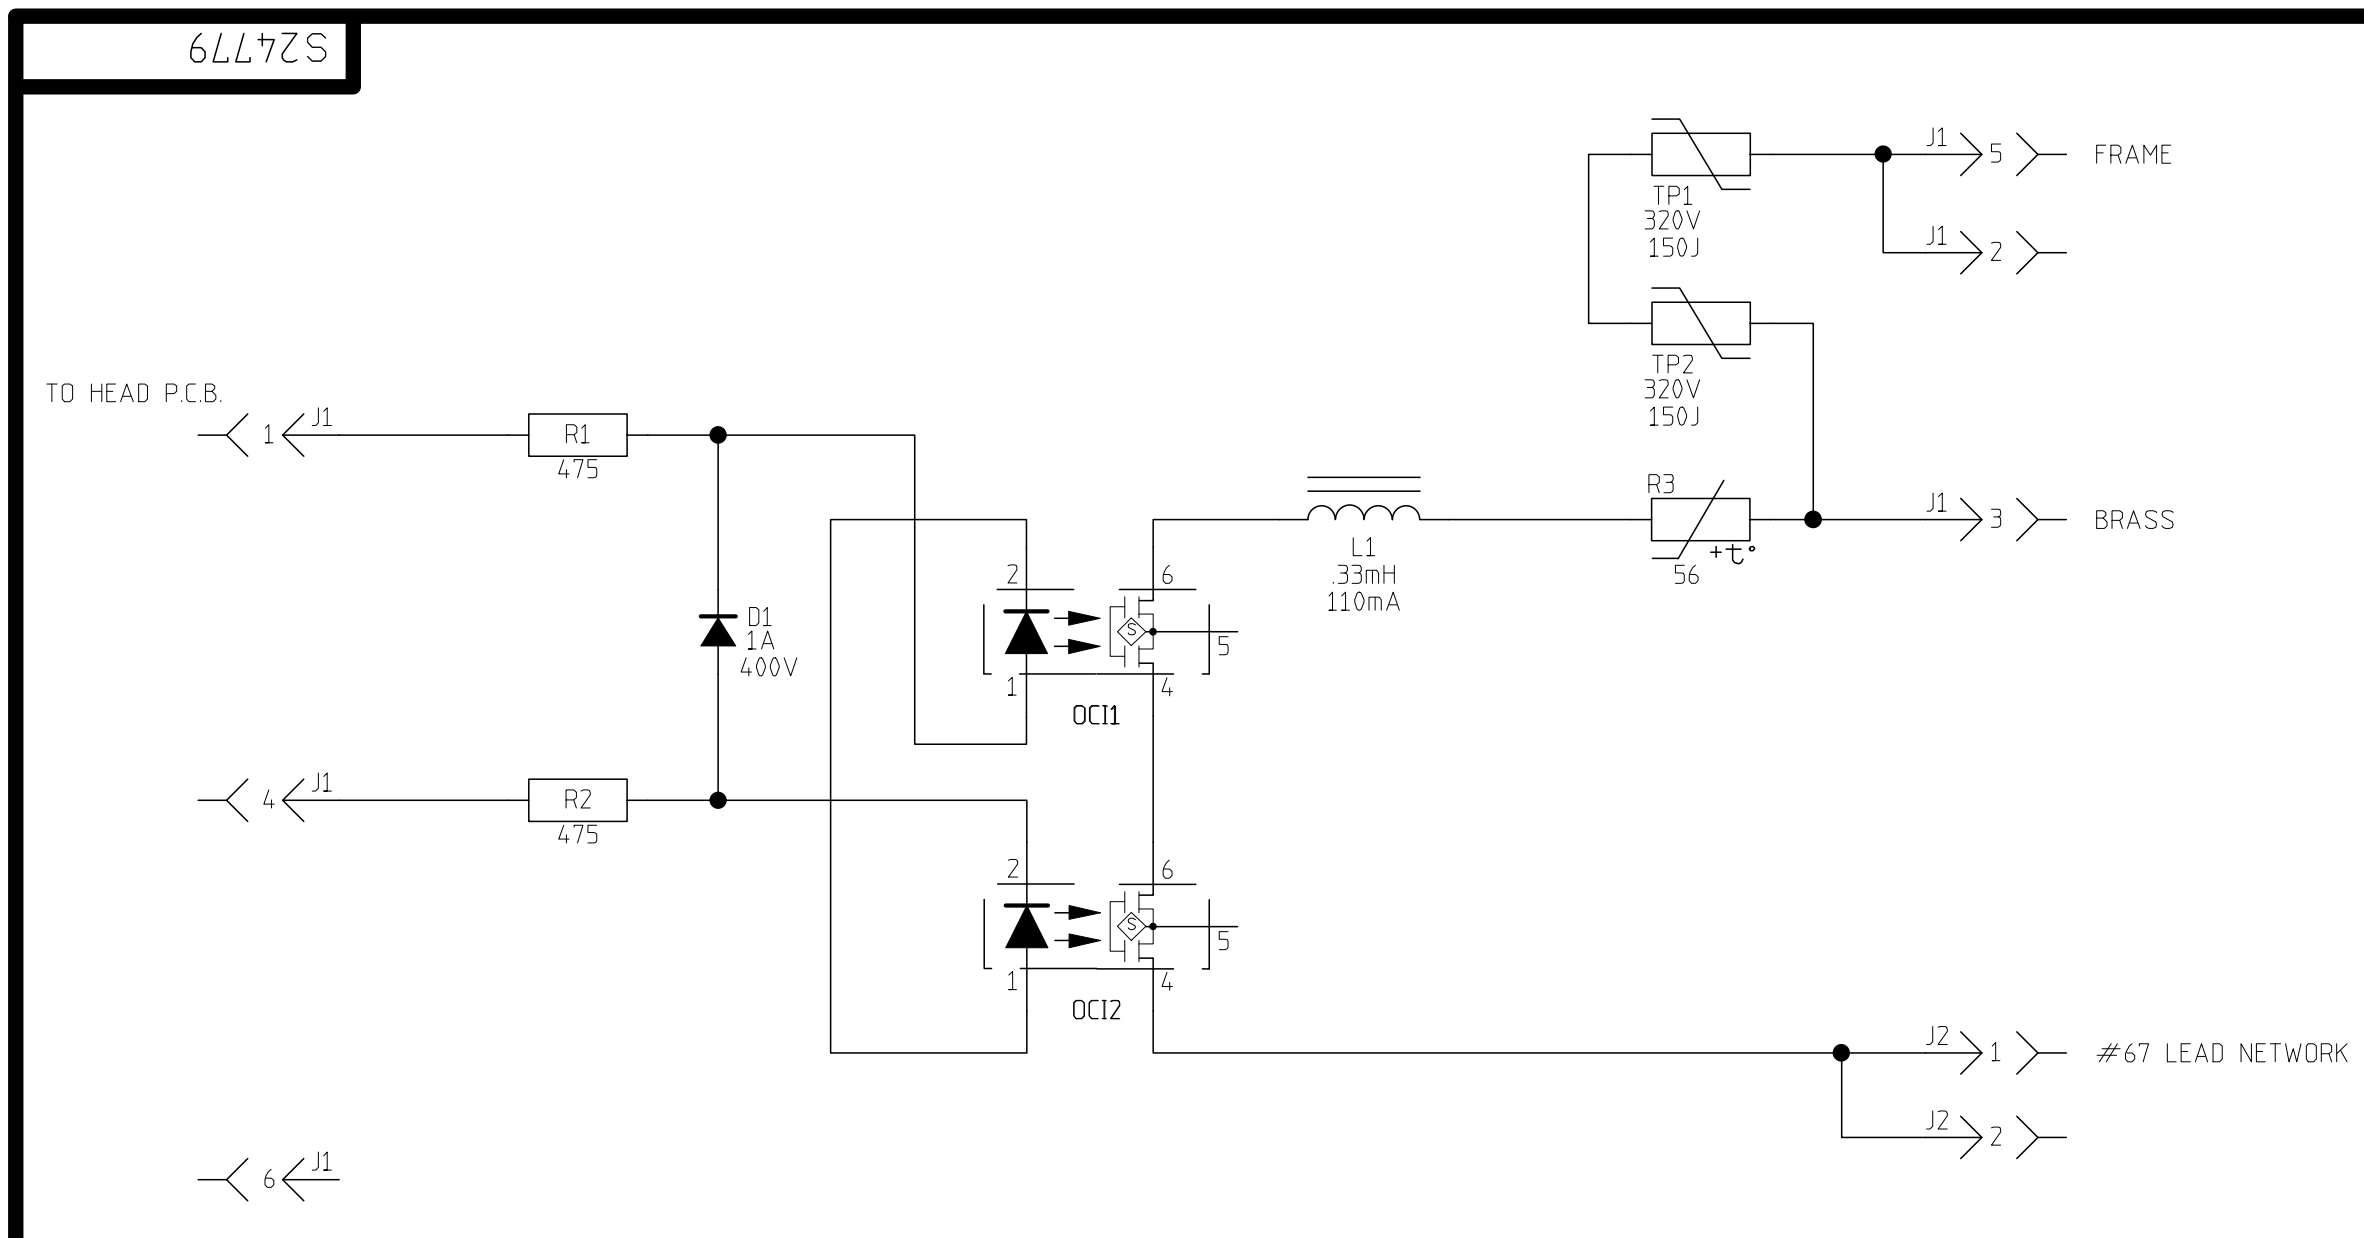 S24779
J1
5
FRAME
TP1
320V
150J
J1
2
TP2
320V
150J
TO HEAD P.C.B.
1
J1
R1
475
R3
+t°
56
J1
3
BRASS
L1
.33mH
110mA
2
6
S
5
1
4
OCI1
D1
1A
400V
4
J1
R2
475
2
6
S
5
1
4
OCI2
J2
1
#67 LEAD NETWORK
J2
2
6
J1